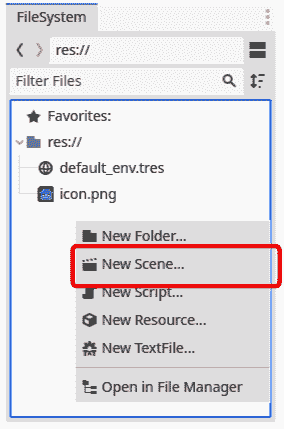 FileSystem
res://
Filter Files
Favorites:
res://
default_env.tres
icon.png
New Folder...
New Scene...
New Script...
New Resource...
New TextFile...
Open in File Manager